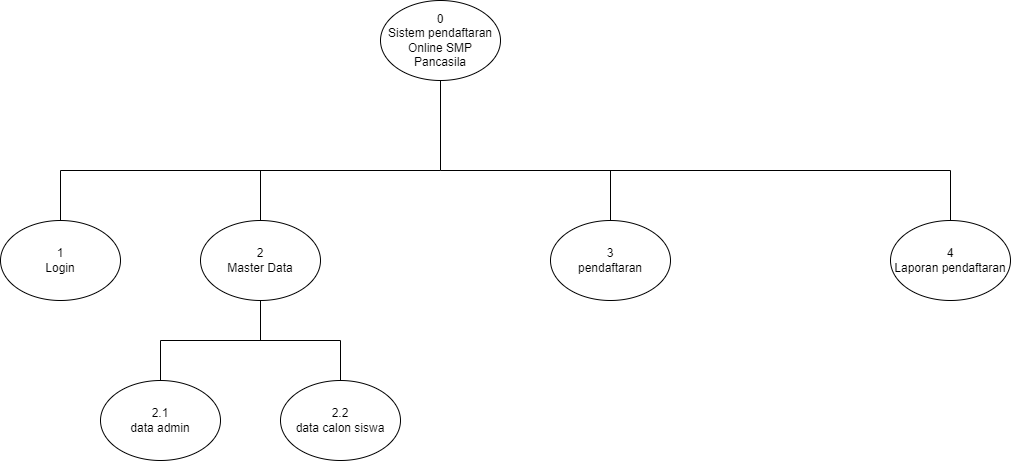 0
Sistem pendaftaran
Online SMP
Pancasila
1
Login
2
Master Data
3
pendaftaran
4
Laporan pendaftaran
2.1
data admin
2.2
data calon siswa